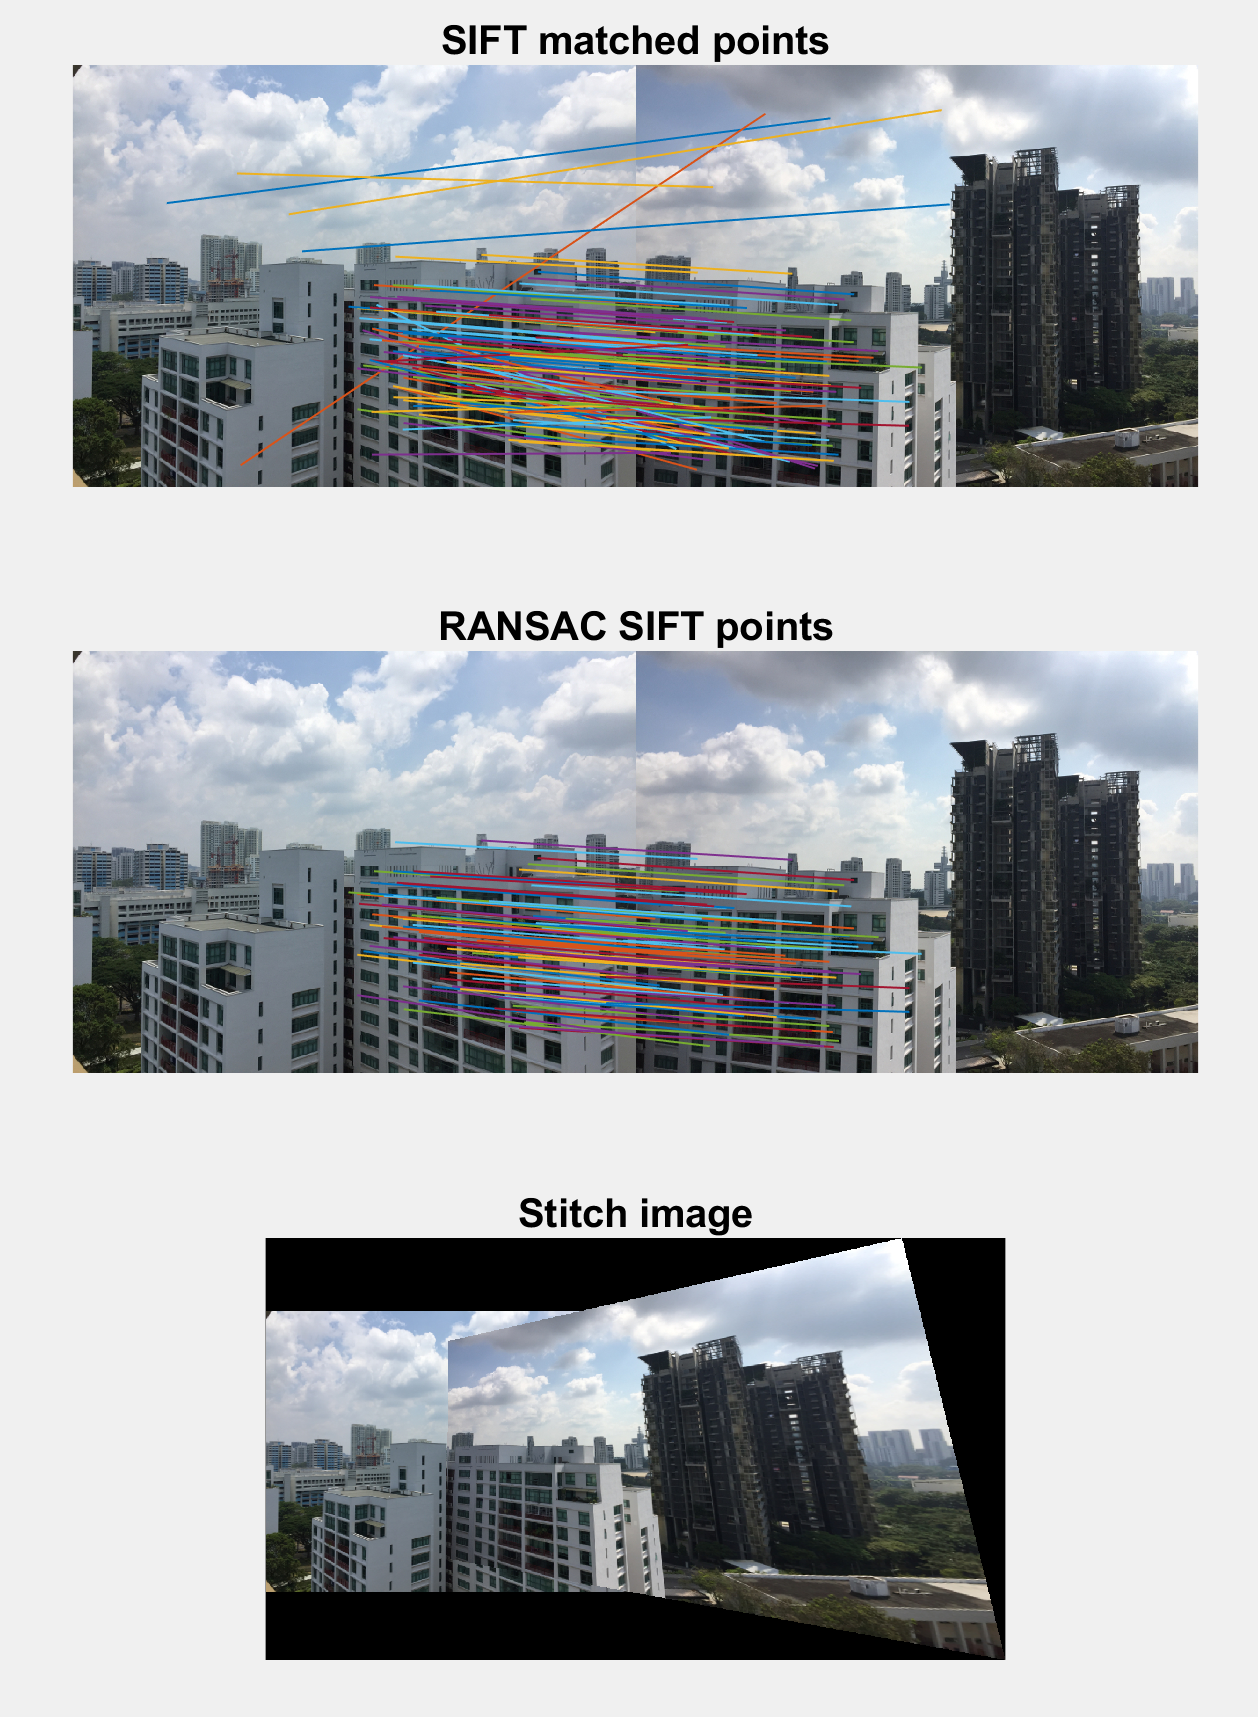 SIFT matched points
RANSAC SIFT points
Stitch image